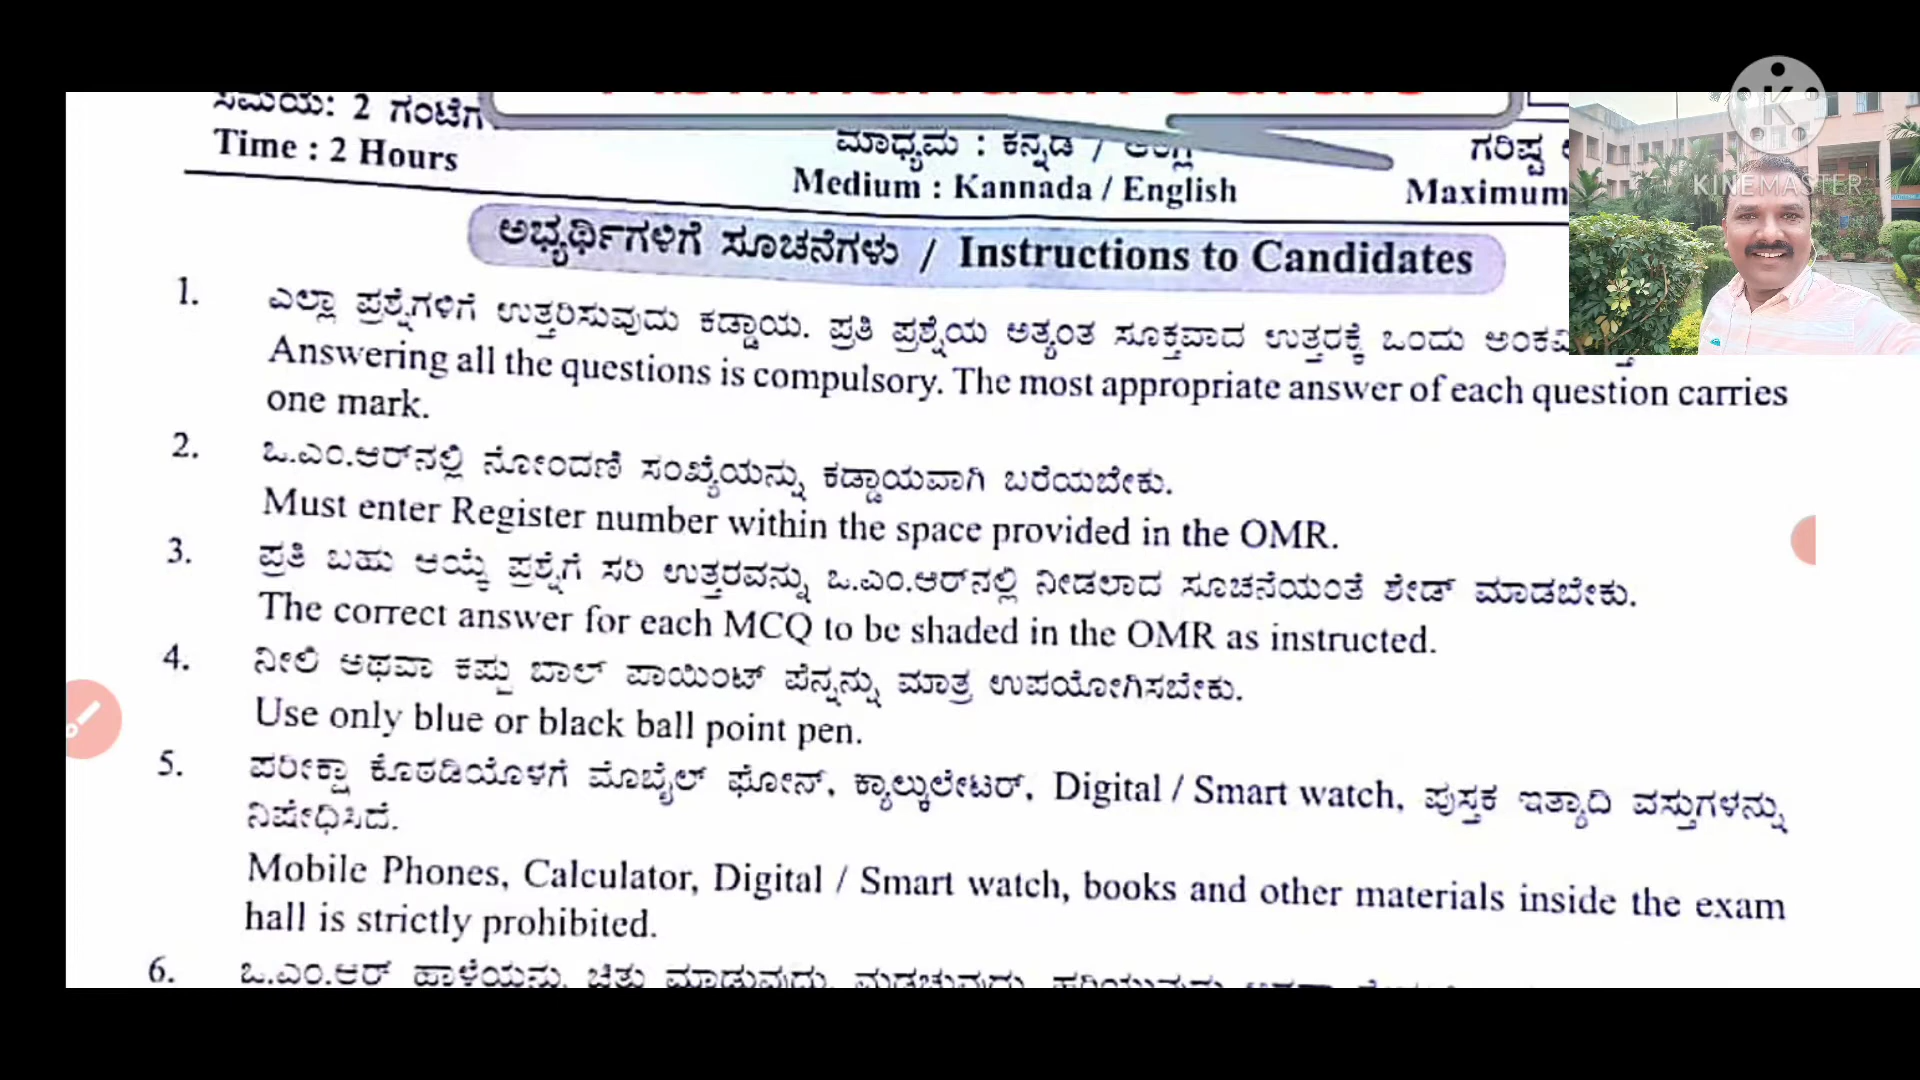 ಸಮಯ: 2
Time : 2 Hours
ಮಾಧ್ಯಮ : ಕನ್ನಡ /
Medium : Kannada / English
ಗರಿಷ್ಠ
Maximum
KINEMASTER
ಅಭ್ಯರ್ಥಿಗಳಿಗೆ ಸೂಚನೆಗಳು / Instructions to Candidates
1. ಎಲ್ಲಾ ಪ್ರಶ್ನೆಗಳಿಗೆ ಉತ್ತರಿಸುವುದು ಕಡ್ಡಾಯ. ಪ್ರತಿ ಪ್ರಶ್ನೆಯ ಅತ್ಯಂತ ಸೂಕ್ತವಾದ ಉತ್ತರಕ್ಕೆ ಒಂದು
Answering all the questions is compulsory. The most appropriate answer of each question carries
one mark.
2. ಒ.ಎಂ.ಆರ್‌ನಲ್ಲಿ ನೋಂದಣಿ ಸಂಖ್ಯೆಯನ್ನು ಕಡ್ಡಾಯವಾಗಿ ಬರೆಯಬೇಕು.
Must enter Register number within the space provided in the OMR.
3. ಪ್ರತಿ ಬಹು ಆಯ್ಕೆ ಪ್ರಶ್ನೆಗೆ ಸರಿ ಉತ್ತರವನ್ನು ಒ.ಎಂ.ಆರ್‌ನಲ್ಲಿ ನೀಡಲಾದ ಸೂಚನೆಯಂತೆ ಶೇಡ್ ಮಾಡಬೇಕು.
The correct answer for each MCQ to be shaded in the OMR as instructed.
4. ನೀಲಿ ಅಥವಾ ಕಪ್ಪು ಬಾಲ್ ಪಾಯಿಂಟ್ ಪೆನ್ನನ್ನು ಮಾತ್ರ ಉಪಯೋಗಿಸಬೇಕು.
Use only blue or black ball point pen.
5. ಪರೀಕ್ಷಾ ಕೊಠಡಿಯೊಳಗೆ ಮೊಬೈಲ್ ಫೋನ್, ಕ್ಯಾಲ್ಕುಲೇಟರ್, Digital / Smart watch, ಪುಸ್ತಕ ಇತ್ಯಾದಿ ವಸ್ತುಗಳನ್ನು
ನಿಷೇಧಿಸಿದೆ.
Mobile Phones, Calculator, Digital / Smart watch, books and other materials inside the exam
hall is strictly prohibited.
6. ಒ.ಎಂ.ಆರ್ ಹಾಳೆಯನ್ನು